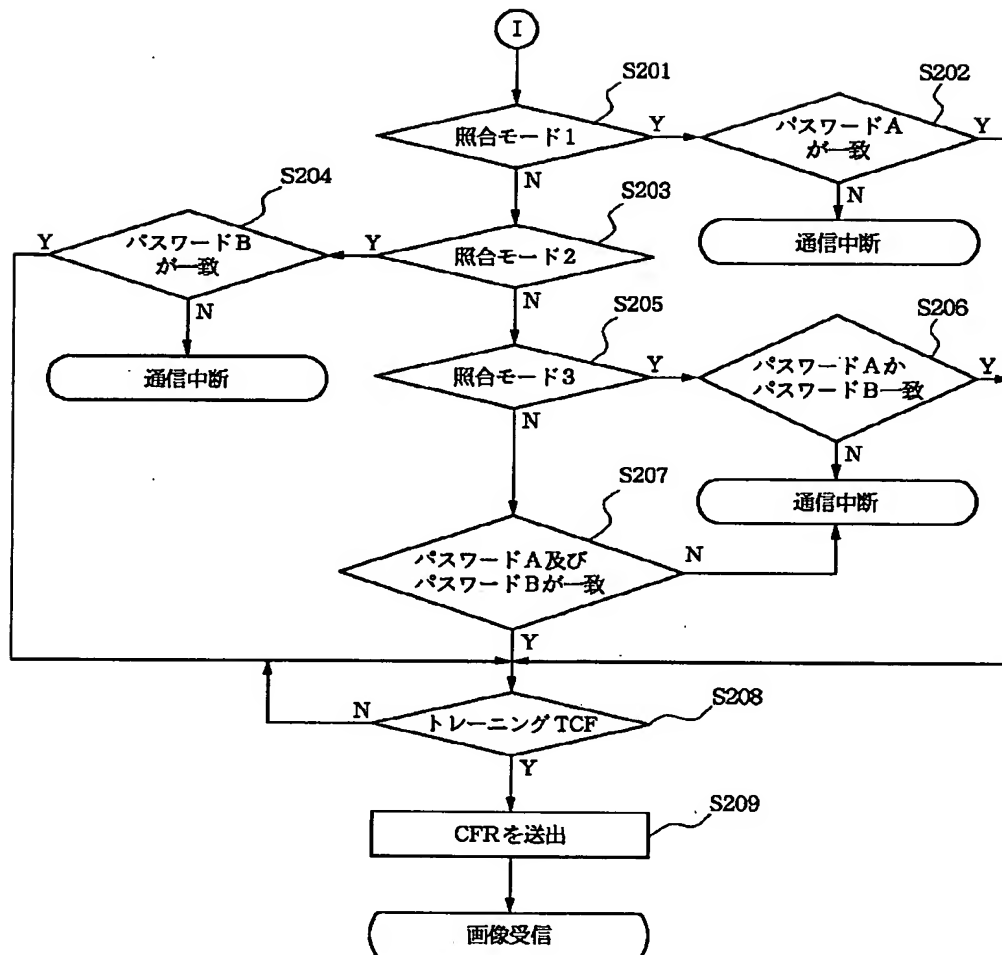 I
S201
照合モード1
Y
N
S202
パスワードA
が一致
Y
N
通信中断
S203
照合モード2
Y
N
S204
パスワードB
が一致
Y
N
通信中断
S205
照合モード3
Y
N
S206
パスワードAか
パスワードB一致
Y
N
通信中断
S207
パスワードA及び
パスワードBが一致
N
Y
S208
トレーニングTCF
N
Y
S209
CFRを送出
画像受信